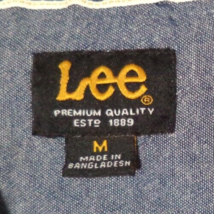 Lee®
PREMIUM QUALITY
ESTD 1889
M
MADE IN
BANGLADESH